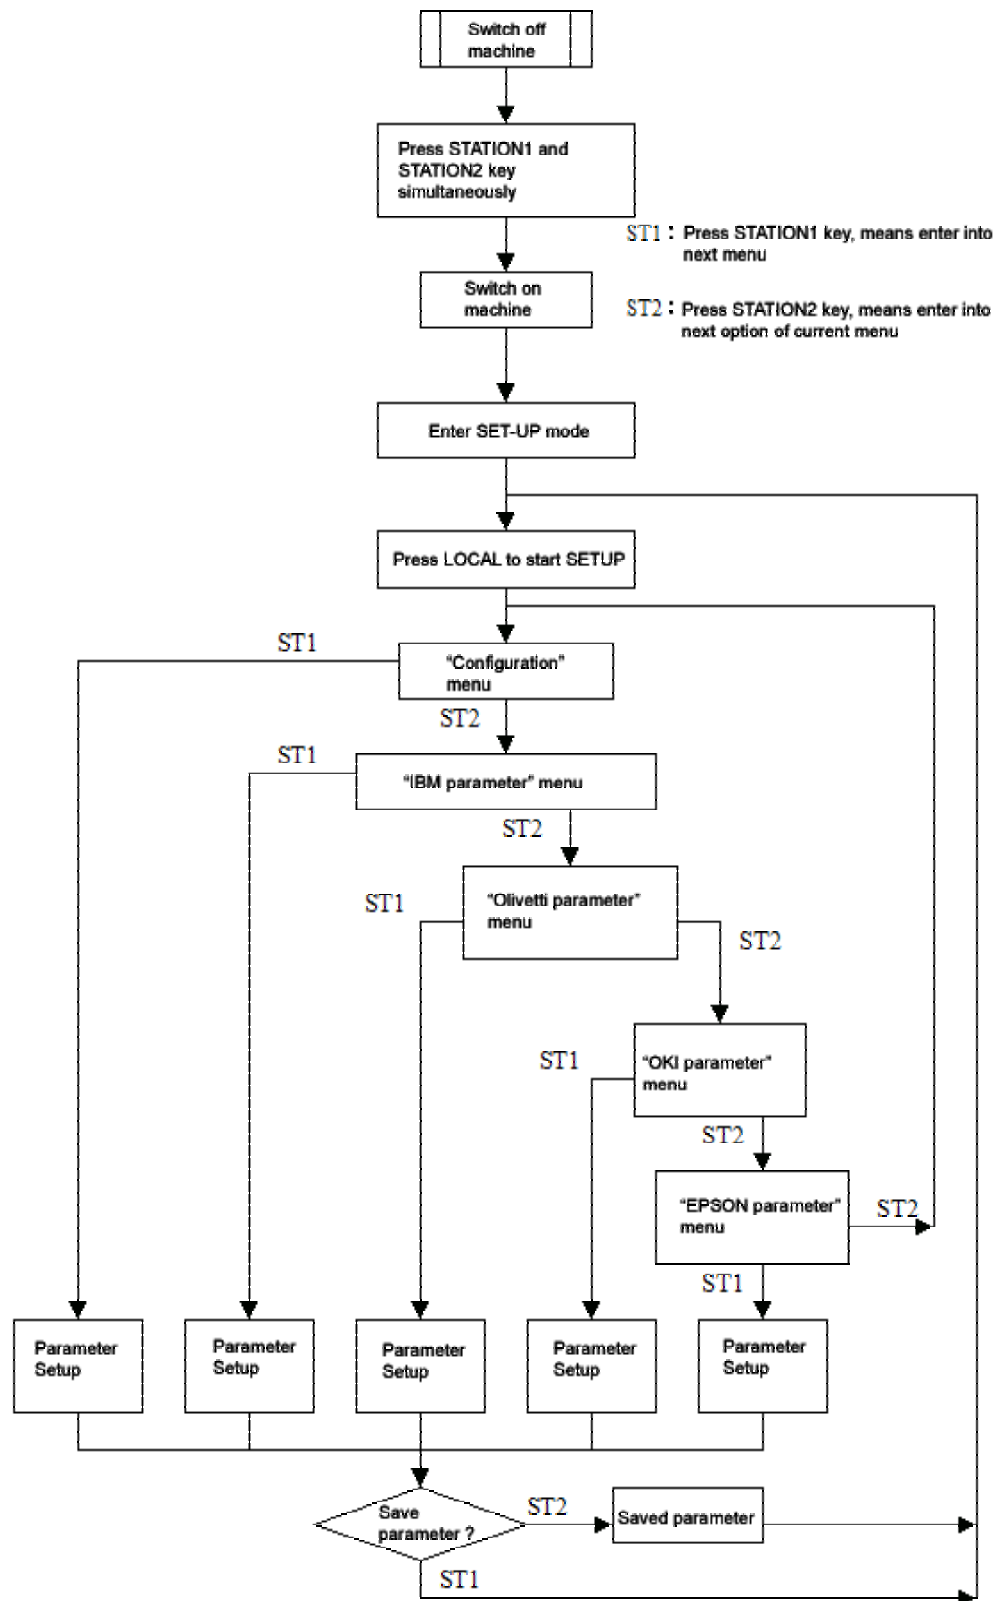 Switch off
machine
Press STATION1 and
STATION2 key
simultaneously
ST1 : Press STATION1 key, means enter into
next menu
Switch on
machine
ST2 : Press STATION2 key, means enter into
next option of current menu
Enter SET-UP mode
Press LOCAL to start SETUP
ST1
“Configuration”
menu
ST2
ST1
“IBM parameter” menu
ST2
ST1
“Olivetti parameter”
menu
ST2
ST1
“OKI parameter”
menu
ST2
“EPSON parameter”
menu
ST2
ST1
Parameter
Setup
Parameter
Setup
Parameter
Setup
Parameter
Setup
Parameter
Setup
Save
parameter ?
ST2
Saved parameter
ST1